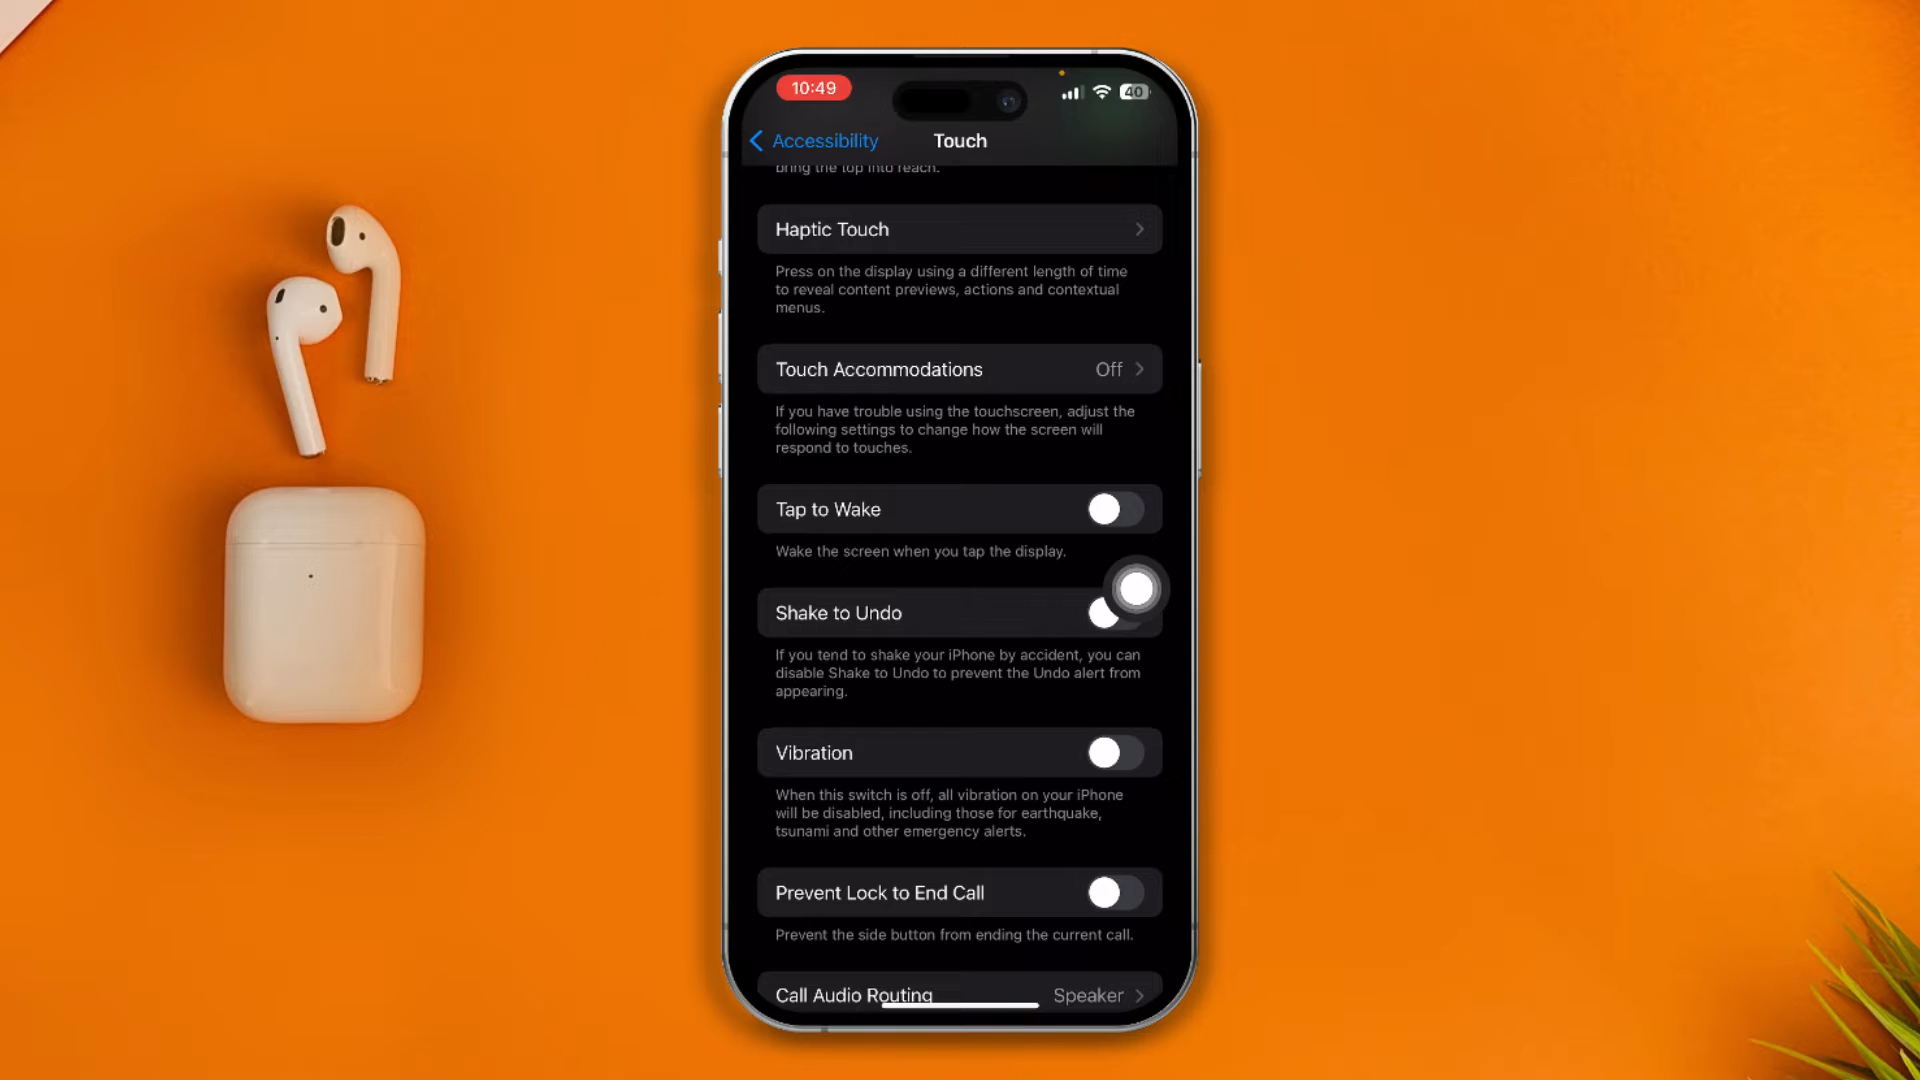 10:49
40
Accessibility
Touch
bring the top into reach.
Haptic Touch
Press on the display using a different length of time
to reveal content previews, actions and contextual
menus.
Touch Accommodations Off
If you have trouble using the touchscreen, adjust the
following settings to change how the screen will
respond to touches.
Tap to Wake
Wake the screen when you tap the display.
Shake to Undo
If you tend to shake your iPhone by accident, you can
disable Shake to Undo to prevent the Undo alert from
appearing.
Vibration
When this switch is off, all vibration on your iPhone
will be disabled, including those for earthquake,
tsunami and other emergency alerts.
Prevent Lock to End Call
Prevent the side button from ending the current call.
Call Audio Routing Speaker